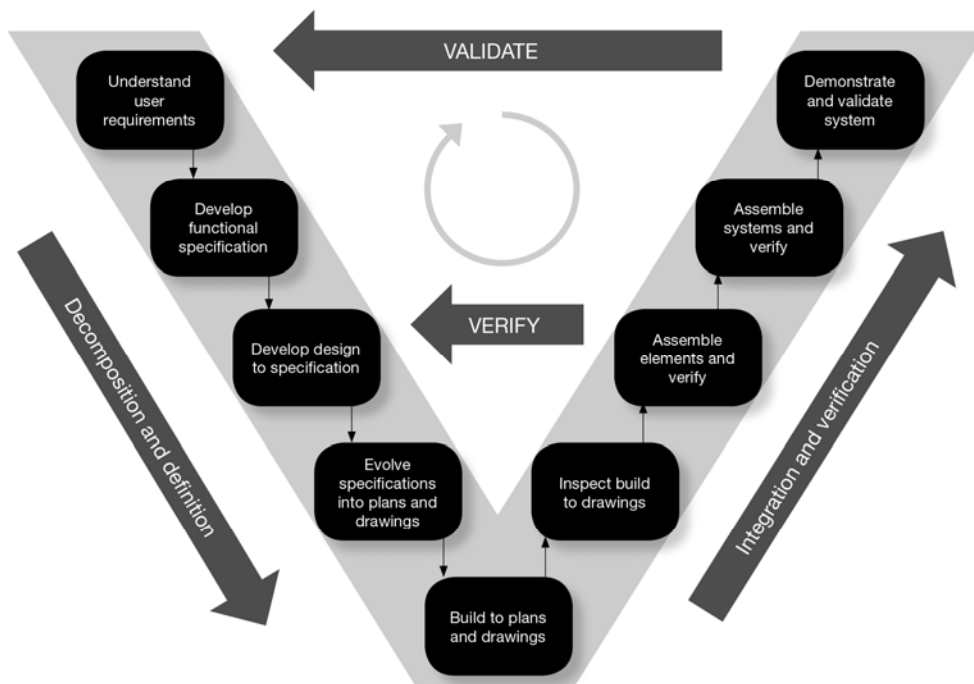 VALIDATE
Understand
user
requirements
Demonstrate
and validate
system
Develop
functional
specification
Assemble
systems and
verify
VERIFY
Develop design
to specification
Assemble
elements and
verify
Decomposition and definition
Integration and verification
Evolve
specifications
into plans and
drawings
Inspect build
to drawings
Build to plans
and drawings